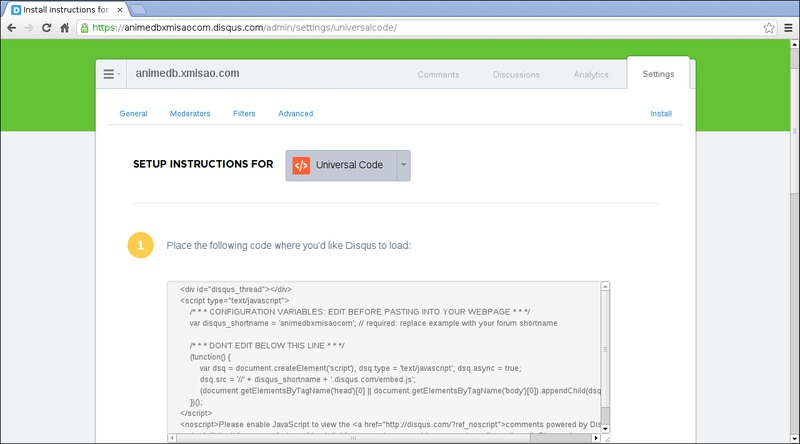 Install instructions for
https://animedbxmisaocom.disqus.com/admin/settings/universalcode/
animedb.xmisao.com
Comments
Discussions
Analytics
Settings
General
Moderators
Filters
Advanced
Install
SETUP INSTRUCTIONS FOR
Universal Code
1
Place the following code where you'd like Disqus to load:
<div id="disqus_thread"></div>
<script type="text/javascript">
/* * * CONFIGURATION VARIABLES: EDIT BEFORE PASTING INTO YOUR WEBPAGE * * */
var disqus_shortname = 'animedbxmisaocom'; // required: replace example with your forum shortname
/* * * DON'T EDIT BELOW THIS LINE * * */
(function() {
var dsq = document.createElement('script'); dsq.type = 'text/javascript'; dsq.async = true;
dsq.src = '//' + disqus_shortname + '.disqus.com/embed.js';
(document.getElementsByTagName('head')[0] || document.getElementsByTagName('body')[0]).appendChild(dsq
})();
</script>
<noscript>Please enable JavaScript to view the <a href="http://disqus.com/?ref_noscript">comments powered by Dis